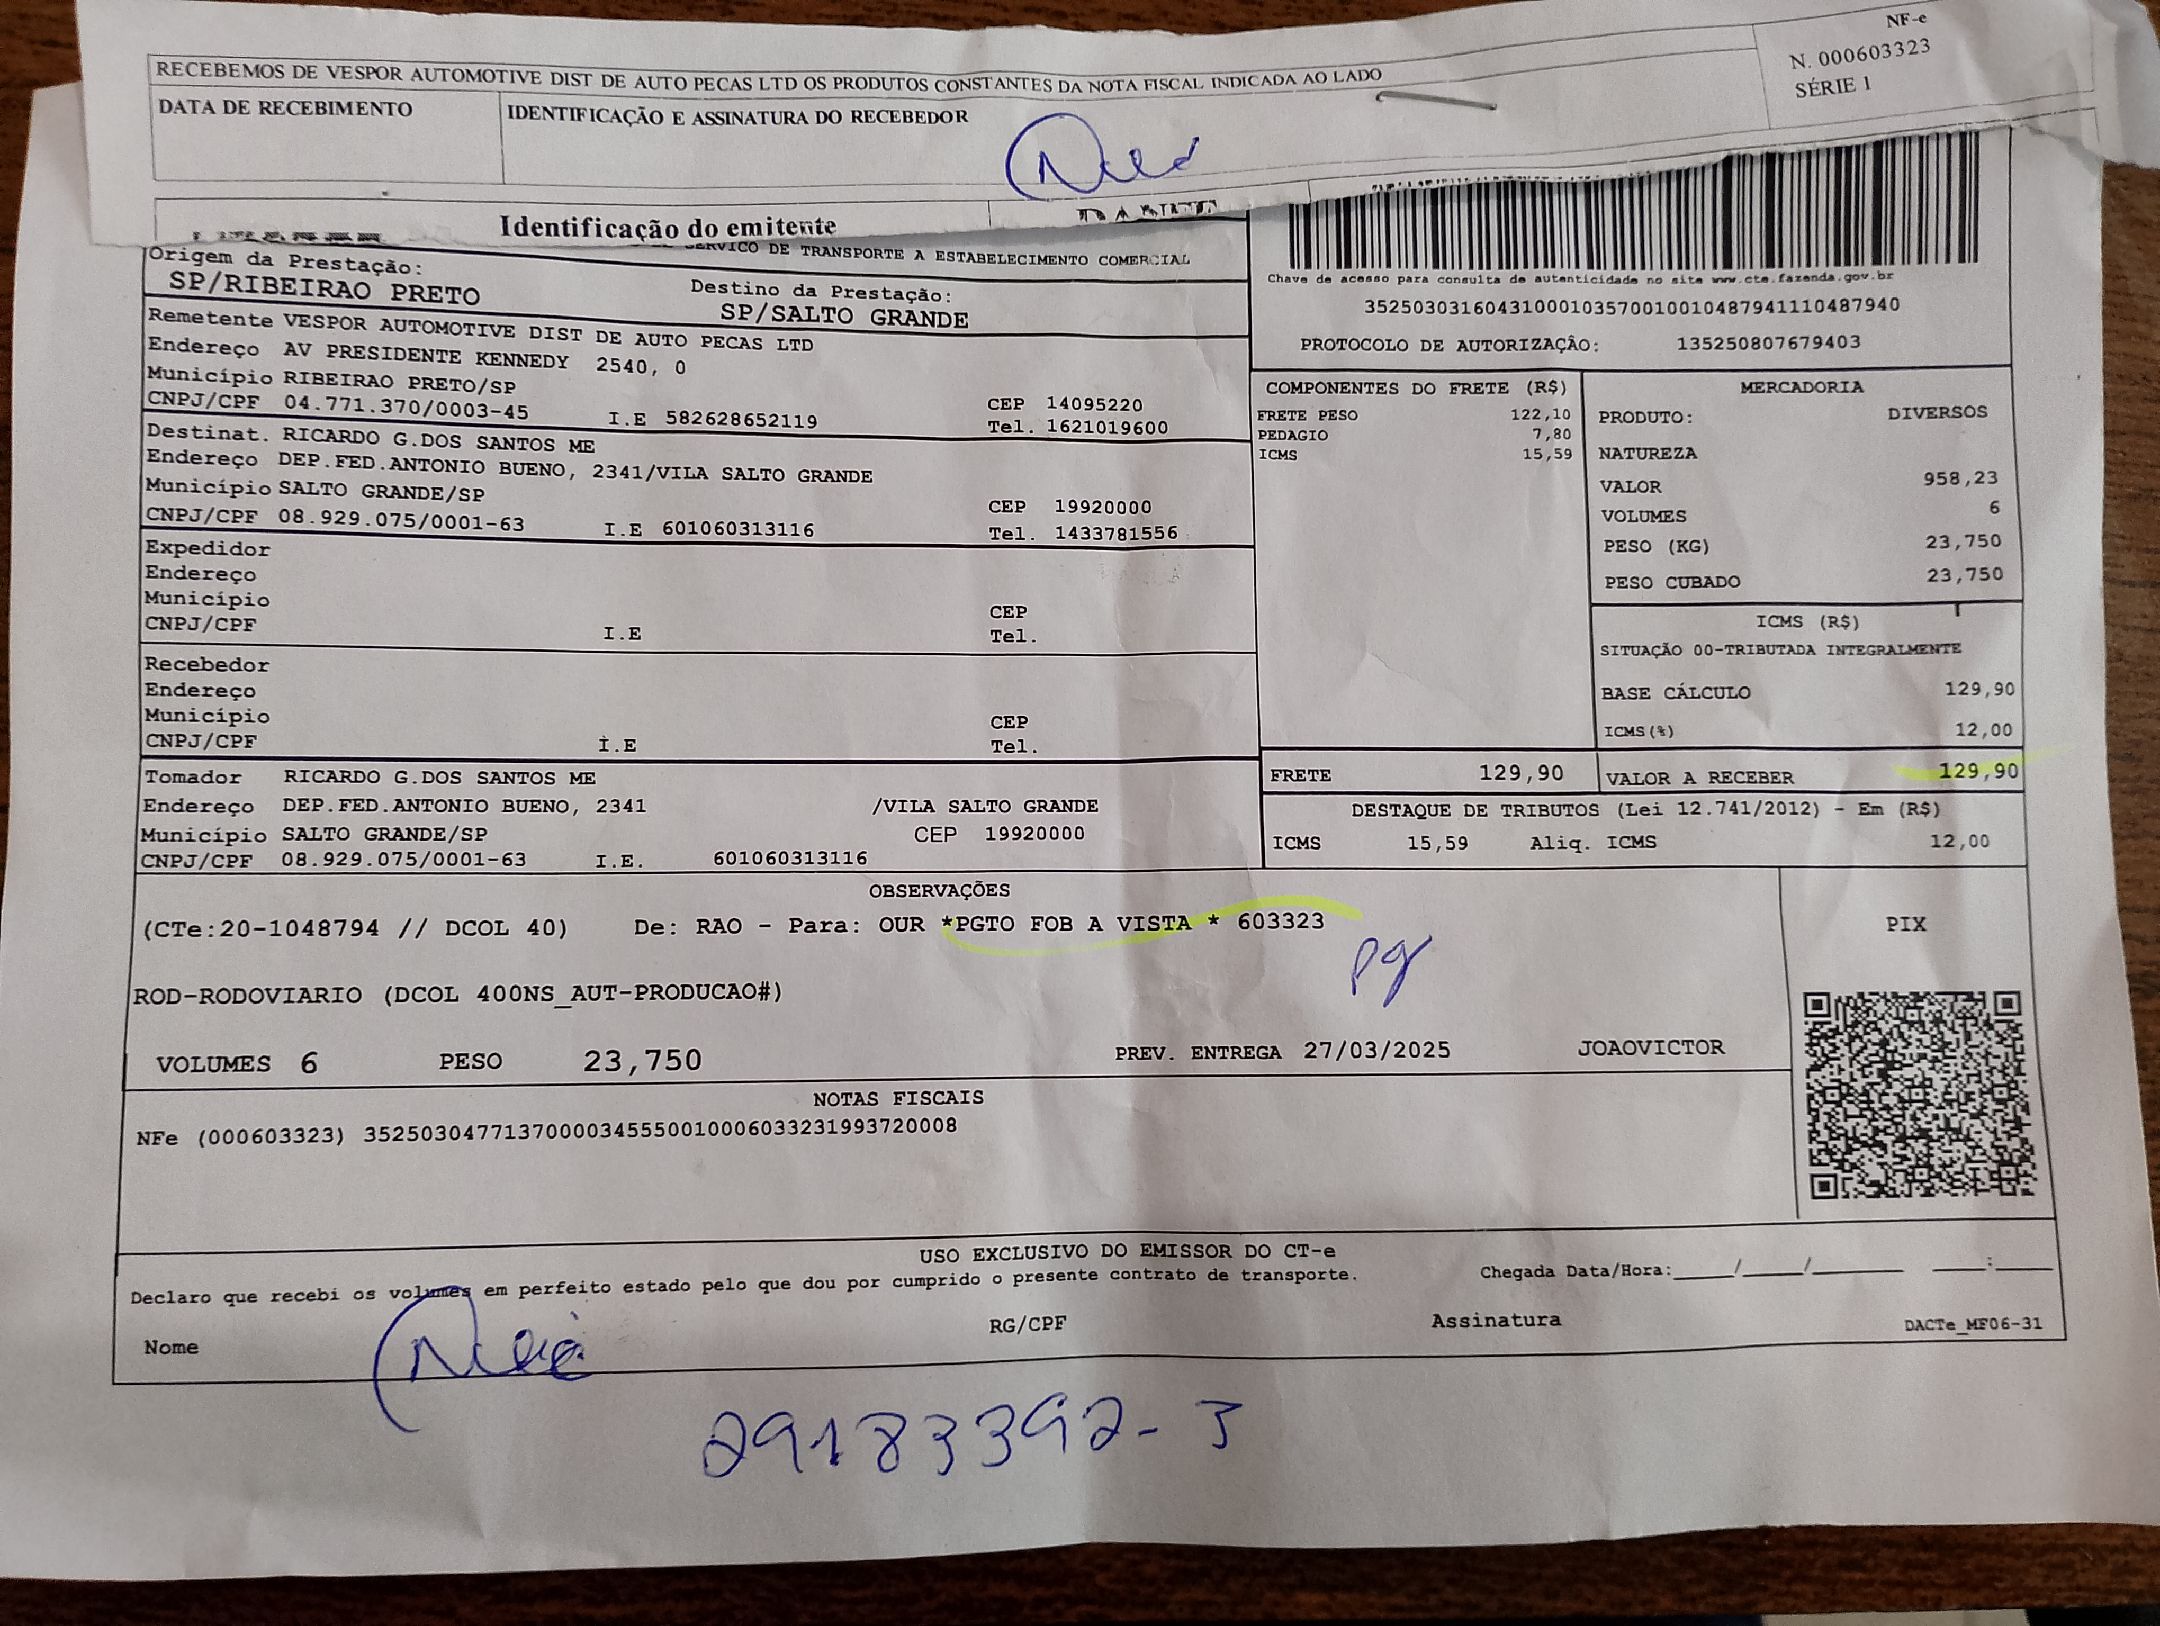 NF-e
N. 000603323
SÉRIE 1
RECEBEMOS DE VESPOR AUTOMOTIVE DIST DE AUTO PECAS LTD OS PRODUTOS CONSTANTES DA NOTA FISCAL INDICADA AO LADO
DATA DE RECEBIMENTO
IDENTIFICAÇÃO E ASSINATURA DO RECEBEDOR
Identificação do emitente
SERVICO DE TRANSPORTE A ESTABELECIMENTO COMERCIAL
Origem da Prestação:
SP/RIBEIRAO PRETO
Destino da Prestação:
SP/SALTO GRANDE
Remetente VESPOR AUTOMOTIVE DIST DE AUTO PECAS LTD
Endereço AV PRESIDENTE KENNEDY 2540, 0
Município RIBEIRAO PRETO/SP
CEP 14095220
CNPJ/CPF 04.771.370/0003-45 I.E 582628652119 Tel. 1621019600
Destinat. RICARDO G.DOS SANTOS ME
Endereço DEP.FED.ANTONIO BUENO, 2341/VILA SALTO GRANDE
Município SALTO GRANDE/SP CEP 19920000
CNPJ/CPF 08.929.075/0001-63 I.E 601060313116 Tel. 1433781556
Expedidor
Endereço
Município CEP
CNPJ/CPF I.E Tel.
Recebedor
Endereço
Município CEP
CNPJ/CPF I.E Tel.
Tomador RICARDO G.DOS SANTOS ME
Endereço DEP.FED.ANTONIO BUENO, 2341 /VILA SALTO GRANDE
Município SALTO GRANDE/SP CEP 19920000
CNPJ/CPF 08.929.075/0001-63 I.E. 601060313116
Chave de acesso para consulta de autenticidade no site www.cte.fazenda.gov.br
35250303160431000103570010010487941110487940
PROTOCOLO DE AUTORIZAÇÃO: 135250807679403
COMPONENTES DO FRETE (R$)
FRETE PESO 122,10
PEDAGIO 7,80
ICMS 15,59
MERCADORIA
PRODUTO: DIVERSOS
NATUREZA
VALOR 958,23
VOLUMES 6
PESO (KG) 23,750
PESO CUBADO 23,750
ICMS (R$)
SITUAÇÃO 00-TRIBUTADA INTEGRALMENTE
BASE CÁLCULO 129,90
ICMS(%) 12,00
FRETE 129,90 VALOR A RECEBER 129,90
DESTAQUE DE TRIBUTOS (Lei 12.741/2012) - Em (R$)
ICMS 15,59 Aliq. ICMS 12,00
OBSERVAÇÕES
(CTe:20-1048794 // DCOL 40) De: RAO - Para: OUR *PGTO FOB A VISTA * 603323
pg
ROD-RODOVIARIO (DCOL 400NS_AUT-PRODUCAO#)
VOLUMES 6 PESO 23,750 PREV. ENTREGA 27/03/2025 JOAOVICTOR
PIX
NOTAS FISCAIS
NFe (000603323) 35250304771370000345550010006033231993720008
USO EXCLUSIVO DO EMISSOR DO CT-e
Declaro que recebi os volumes em perfeito estado pelo que dou por cumprido o presente contrato de transporte.
Chegada Data/Hora:_____/_____/________ _____:_____
Nome RG/CPF Assinatura DACTe_MF06-31
29183392-3